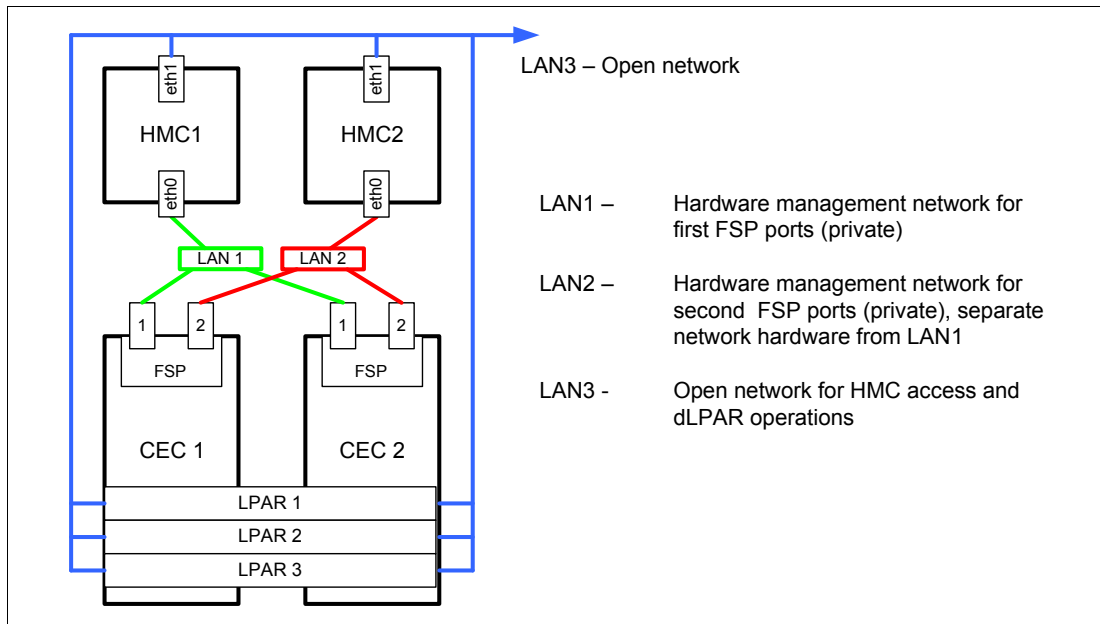 eth1
eth1
LAN3 – Open network
HMC1
HMC2
eth0
eth0
LAN1 – Hardware management network for
first FSP ports (private)
LAN 1
LAN 2
LAN2 – Hardware management network for
second FSP ports (private), separate
network hardware from LAN1
1
2
1
2
FSP
FSP
LAN3 - Open network for HMC access and
dLPAR operations
CEC 1
CEC 2
LPAR 1
LPAR 2
LPAR 3